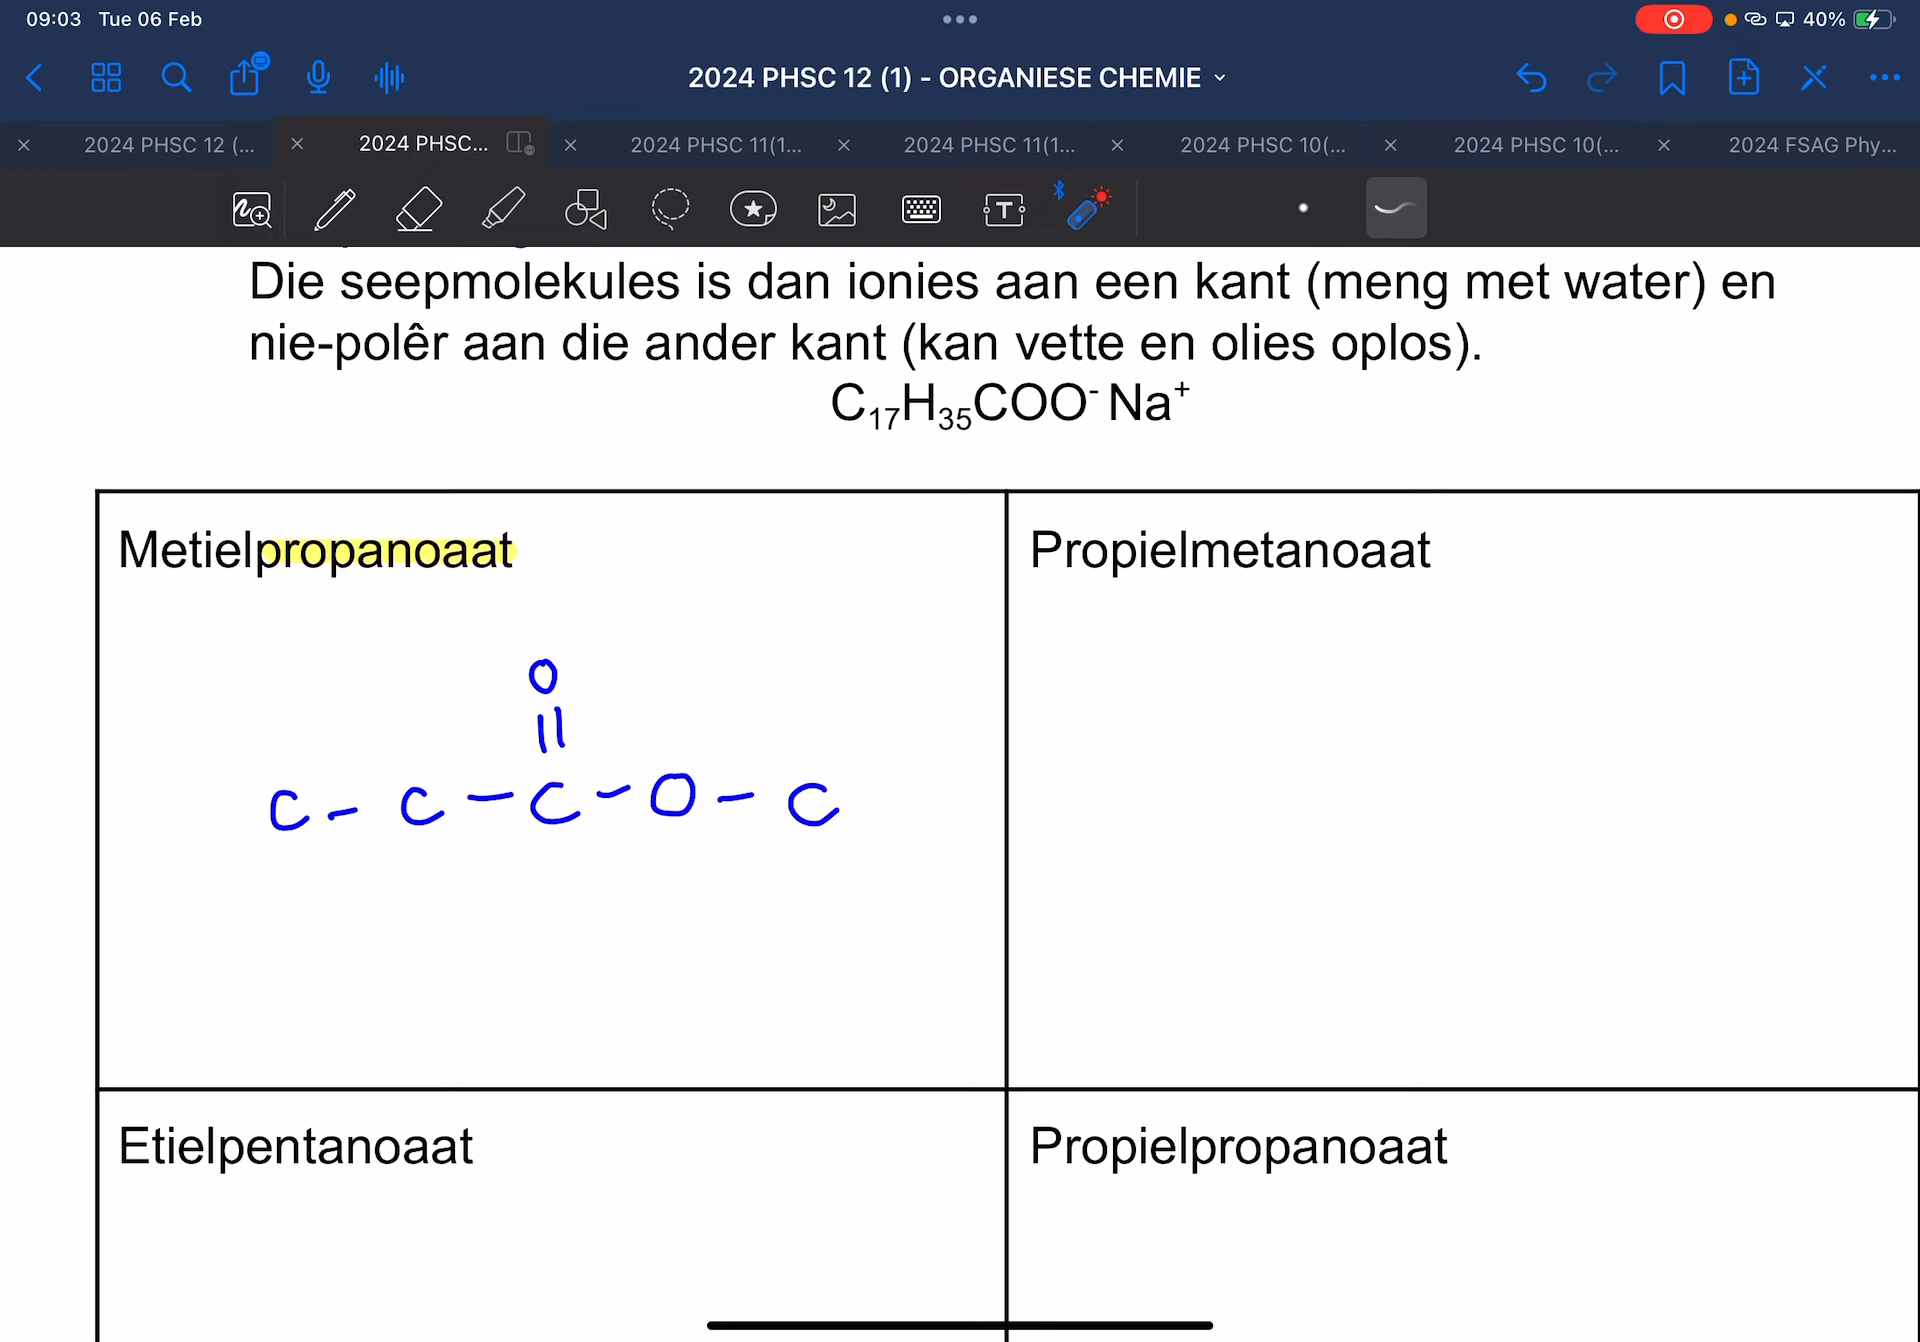 09:03 Tue 06 Feb
40%
2024 PHSC 12 (1) - ORGANIESE CHEMIE
2024 PHSC 12 (...
2024 PHSC...
2024 PHSC 11(1...
2024 PHSC 11(1...
2024 PHSC 10(...
2024 PHSC 10(...
2024 FSAG Phy...
Die seepmolekules is dan ionies aan een kant (meng met water) en
nie-polêr aan die ander kant (kan vette en olies oplos).
C₁₇H₃₅COO⁻ Na⁺
Metielpropanoaat
O
||
C - C - C - O - C
Propielmetanoaat
Etielpentanoaat
Propielpropanoaat